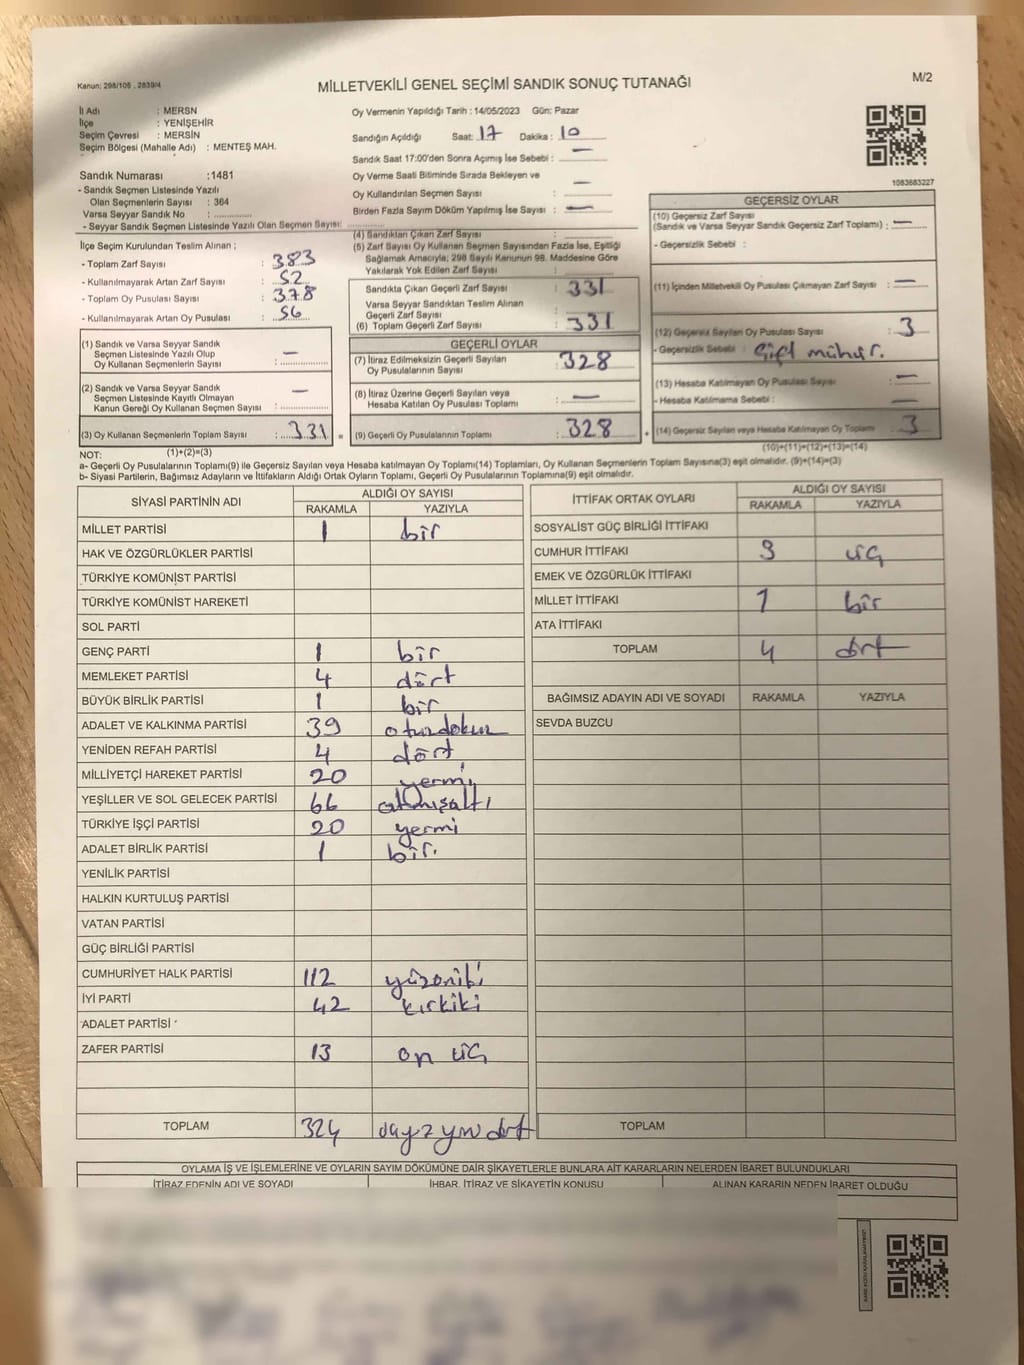 Kanun: 298/105 , 2839/4
MİLLETVEKİLİ GENEL SEÇİMİ SANDIK SONUÇ TUTANAĞI
M/2
İl Adı : MERSN
İlçe : YENİŞEHİR
Seçim Çevresi : MERSİN
Seçim Bölgesi (Mahalle Adı) : MENTEŞ MAH.
Sandık Numarası :1481
- Sandık Seçmen Listesinde Yazılı
Olan Seçmenlerin Sayısı : 364
Varsa Seyyar Sandık No : ..............
- Seyyar Sandık Seçmen Listesinde Yazılı Olan Seçmen Sayısı: ..............
İlçe Seçim Kurulundan Teslim Alınan ;
- Toplam Zarf Sayısı : 383
- Kullanılmayarak Artan Zarf Sayısı : 52
- Toplam Oy Pusulası Sayısı : 378
- Kullanılmayarak Artan Oy Pusulası : 56
(1) Sandık ve Varsa Seyyar Sandık
Seçmen Listesinde Yazılı Olup
Oy Kullanan Seçmen Sayısı : —
(2) Sandık ve Varsa Seyyar Sandık
Seçmen Listesinde Kayıtlı Olmayan
Kanun Gereği Oy Kullanan Seçmen Sayısı : —
(3) Oy Kullanan Seçmenlerin Toplam Sayısı : 331 =
Oy Vermenin Yapıldığı Tarih : 14/05/2023 Gün: Pazar
Sandığın Açıldığı Saat: 17 Dakika : 10
Sandık Saat 17:00'den Sonra Açımış İse Sebebi : —
Oy Verme Saati Bitiminde Sırada Bekleyen ve
Oy Kullandırılan Seçmen Sayısı : —
Birden Fazla Sayım Döküm Yapılmış İse Sayısı : —
(4) Sandıktan Çıkan Zarf Sayısı :
(5) Zarf Sayısı Oy Kullanan Seçmen Sayısından Fazla İse, Eşitliği
Sağlamak Amacıyla; 298 Sayılı Kanunun 98. Maddesine Göre
Yakılarak Yok Edilen Zarf Sayısı :
Sandıkta Çıkan Geçerli Zarf Sayısı : 331
Varsa Seyyar Sandıktan Teslim Alınan
Geçerli Zarf Sayısı :
(6) Toplam Geçerli Zarf Sayısı : 331
GEÇERLİ OYLAR
(7) İtiraz Edilmeksizin Geçerli Sayılan
Oy Pusulalarının Sayısı : 328
(8) İtiraz Üzerine Geçerli Sayılan veya
Hesaba Katılan Oy Pusulası Toplamı : —
(9) Geçerli Oy Pusulalarının Toplamı : 328 +
1083683227
GEÇERSİZ OYLAR
(10) Geçersiz Zarf Sayısı
(Sandık ve Varsa Seyyar Sandık Geçersiz Zarf Toplamı) : —
- Geçersizlik Sebebi :
(11) İçinden Milletvekili Oy Pusulası Çıkmayan Zarf Sayısı : —
(12) Geçersiz Sayılan Oy Pusulası Sayısı : 3
- Geçersizlik Sebebi : Çift mühür.
(13) Hesaba Katılmayan Oy Pusulası Sayısı : —
- Hesaba Katılmama Sebebi : —
(14) Geçersiz Sayılan veya Hesaba Katılmayan Oy Toplamı : 3
NOT: (1)+(2)=(3)
(10)+(11)+(12)+(13)=(14)
a- Geçerli Oy Pusulalarının Toplamı(9) ile Geçersiz Sayılan veya Hesaba katılmayan Oy Toplamı(14) Toplamları, Oy Kullanan Seçmenlerin Toplam Sayısına(3) eşit olmalıdır. (9)+(14)=(3)
b- Siyasi Partilerin, Bağımsız Adayların ve İttifakların Aldığı Ortak Oyların Toplamı, Geçerli Oy Pusulalarının Toplamına(9) eşit olmalıdır.
SİYASİ PARTİNİN ADI ALDIĞI OY SAYISI
RAKAMLA YAZIYLA
MİLLET PARTİSİ 1 bir
HAK VE ÖZGÜRLÜKLER PARTİSİ
TÜRKİYE KOMÜNİST PARTİSİ
TÜRKİYE KOMÜNİST HAREKETİ
SOL PARTİ
GENÇ PARTİ 1 bir
MEMLEKET PARTİSİ 4 dört
BÜYÜK BİRLİK PARTİSİ 1 bir
ADALET VE KALKINMA PARTİSİ 39 otuzdokuz
YENİDEN REFAH PARTİSİ 4 dört
MİLLİYETÇİ HAREKET PARTİSİ 20 yermi
YEŞİLLER VE SOL GELECEK PARTİSİ 66 atmışaltı
TÜRKİYE İŞÇİ PARTİSİ 20 yermi
ADALET BİRLİK PARTİSİ 1 bir.
YENİLİK PARTİSİ
HALKIN KURTULUŞ PARTİSİ
VATAN PARTİSİ
GÜÇ BİRLİĞİ PARTİSİ
CUMHURİYET HALK PARTİSİ 112 yüzoniki
İYİ PARTİ 42 kırkiki
ADALET PARTİSİ
ZAFER PARTİSİ 13 on üç
TOPLAM 324
İTTİFAK ORTAK OYLARI ALDIĞI OY SAYISI
RAKAMLA YAZIYLA
SOSYALİST GÜÇ BİRLİĞİ İTTİFAKI
CUMHUR İTTİFAKI 3 üç
EMEK VE ÖZGÜRLÜK İTTİFAKI
MİLLET İTTİFAKI 1 bir
ATA İTTİFAKI
TOPLAM 4 dört
BAĞIMSIZ ADAYIN ADI VE SOYADI RAKAMLA YAZIYLA
SEVDA BUZCU
TOPLAM
OYLAMA İŞ VE İŞLEMLERİNE VE OYLARIN SAYIM DÖKÜMÜNE DAİR ŞİKAYETLERLE BUNLARA AİT KARARLARIN NELERDEN İBARET BULUNDUKLARI
İTİRAZ EDENİN ADI VE SOYADI İHBAR, İTİRAZ VE ŞİKAYETİN KONUSU ALINAN KARARIN NEDEN İBARET OLDUĞU